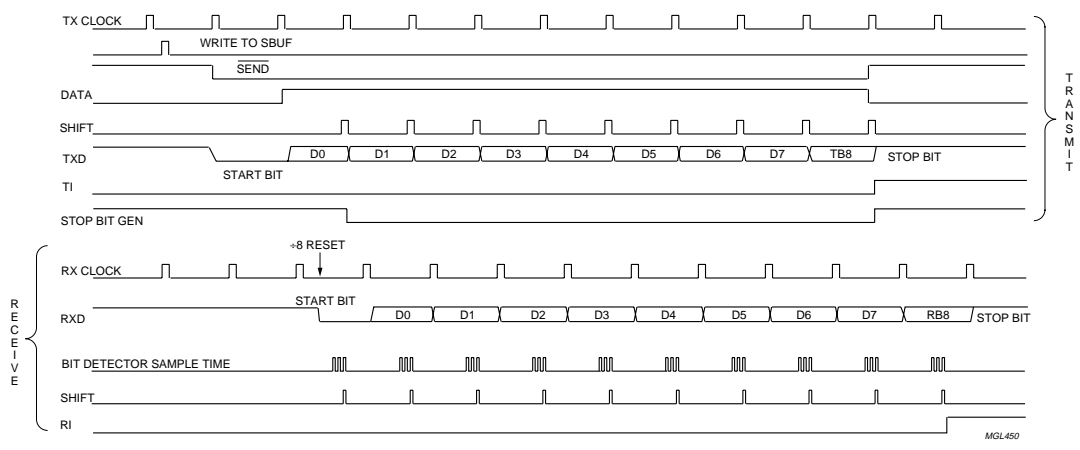 TX CLOCK
WRITE TO SBUF
SEND
DATA
SHIFT
TXD
D0 D1 D2 D3 D4 D5 D6 D7 TB8
STOP BIT
START BIT
TI
STOP BIT GEN
TRANSMIT
÷8 RESET
RX CLOCK
START BIT
RXD
D0 D1 D2 D3 D4 D5 D6 D7 RB8
STOP BIT
BIT DETECTOR SAMPLE TIME
SHIFT
RI
RECEIVE
MGL450